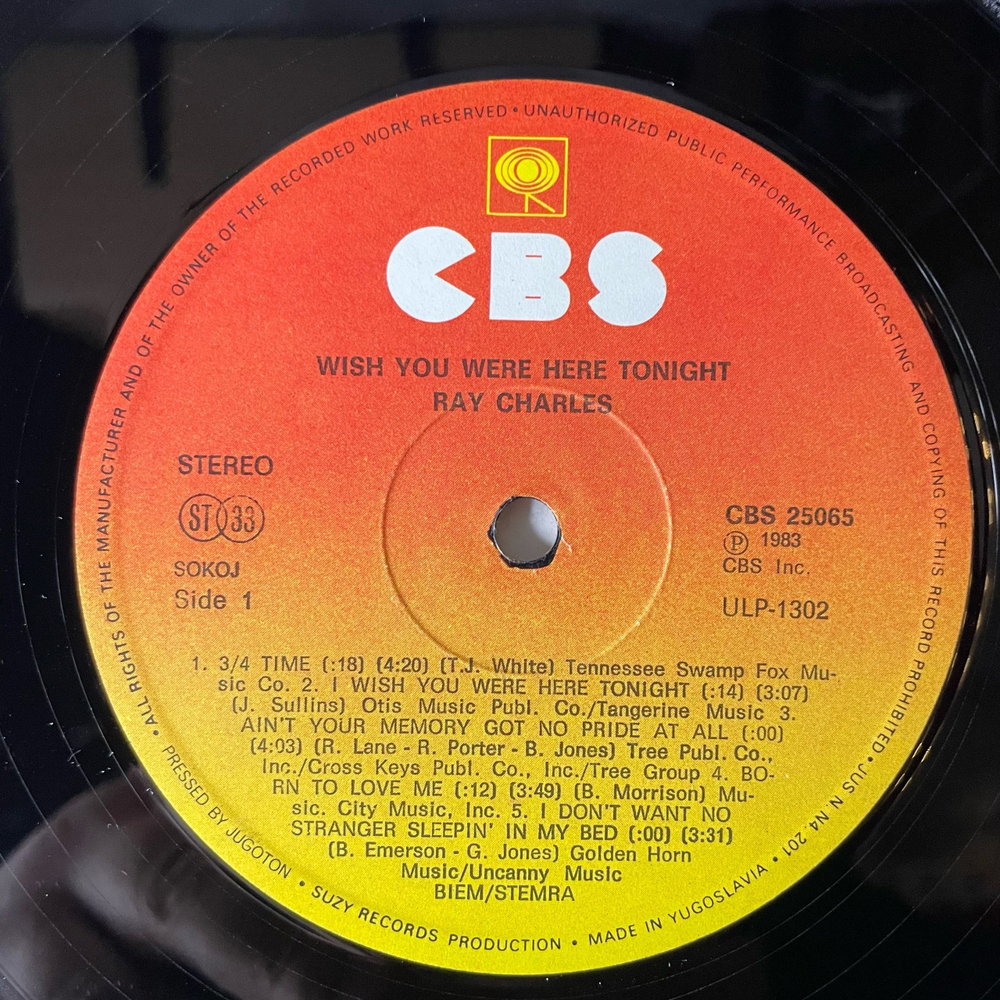 ALL RIGHTS OF THE MANUFACTURER AND OF THE OWNER OF THE RECORDED WORK RESERVED • UNAUTHORIZED PUBLIC PERFORMANCE BROADCASTING AND COPYING OF THIS RECORD PROHIBITED •
CBS
WISH YOU WERE HERE TONIGHT
RAY CHARLES
STEREO
ST 33
SOKOJ
Side 1
CBS 25065
Ⓟ 1983
CBS Inc.
ULP-1302
1. 3/4 TIME (:18) (4:20) (T.J. White) Tennessee Swamp Fox Mu-
sic Co. 2. I WISH YOU WERE HERE TONIGHT (:14) (3:07)
(J. Sullins) Otis Music Publ. Co./Tangerine Music 3.
AIN'T YOUR MEMORY GOT NO PRIDE AT ALL (:00)
(4:03) (R. Lane - R. Porter - B. Jones) Tree Publ. Co.,
Inc./Cross Keys Publ. Co., Inc./Tree Group 4. BO-
RN TO LOVE ME (:12) (3:49) (B. Morrison) Mu-
sic. City Music, Inc. 5. I DON'T WANT NO
STRANGER SLEEPIN' IN MY BED (:00) (3:31)
(B. Emerson - G. Jones) Golden Horn
Music/Uncanny Music
BIEM/STEMRA
• PRESSED BY JUGOTON • SUZY RECORDS PRODUCTION • MADE IN YUGOSLAVIA • JUS N N4 201